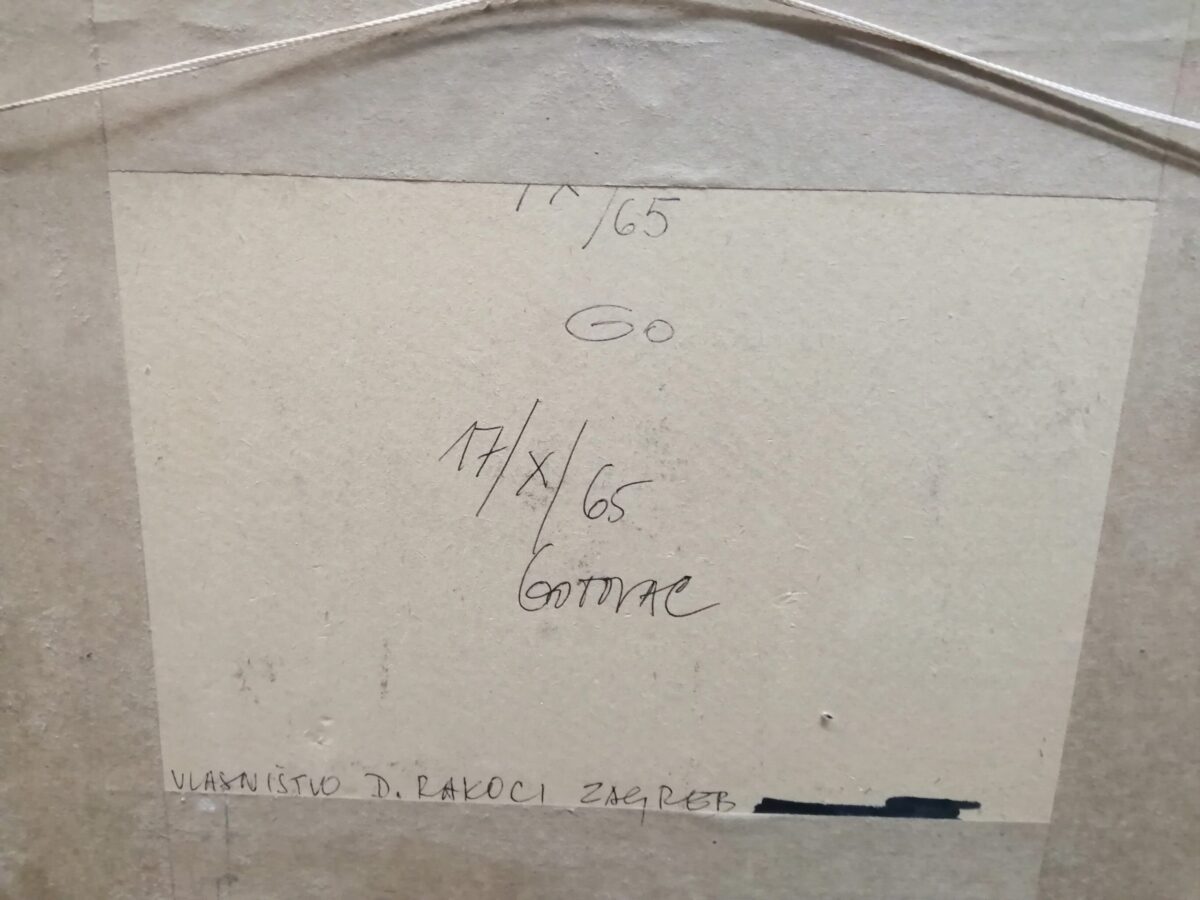 /65
GO
17/X/65
GOTOVAC
VLASNIŠTVO D. RAKOCI ZAGREB